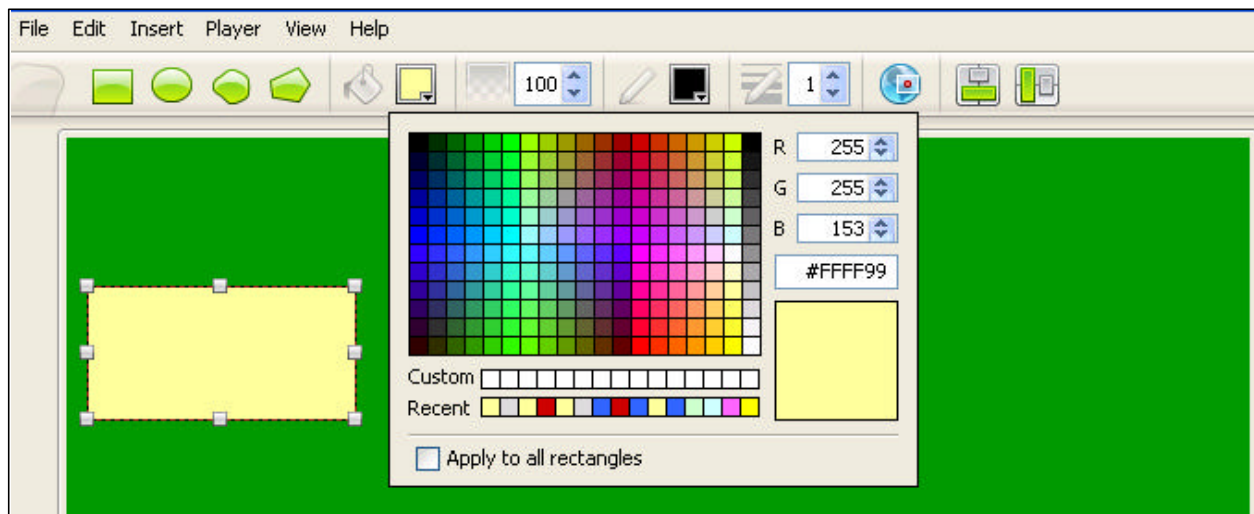 File Edit Insert Player View Help
100 1
R 255
G 255
B 153
#FFFF99
Custom
Recent
Apply to all rectangles